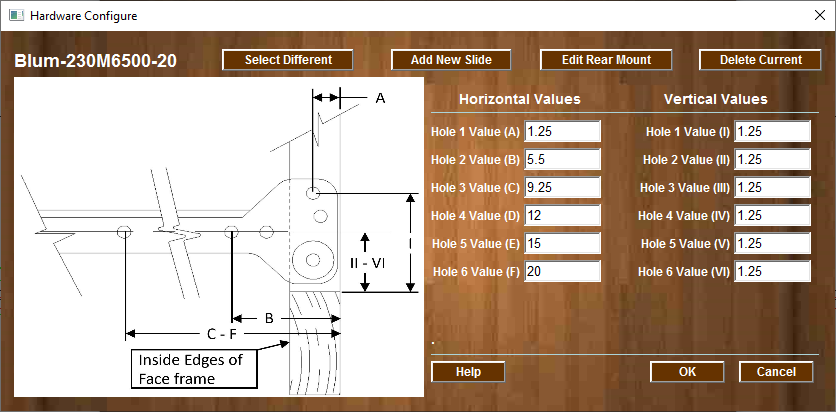 Hardware Configure
Blum-230M6500-20
Select Different
Add New Slide
Edit Rear Mount
Delete Current
A
I
II - VI
B
C - F
Inside Edges of
Face frame
Horizontal Values
Hole 1 Value (A) 1.25
Hole 2 Value (B) 5.5
Hole 3 Value (C) 9.25
Hole 4 Value (D) 12
Hole 5 Value (E) 15
Hole 6 Value (F) 20
Vertical Values
Hole 1 Value (I) 1.25
Hole 2 Value (II) 1.25
Hole 3 Value (III) 1.25
Hole 4 Value (IV) 1.25
Hole 5 Value (V) 1.25
Hole 6 Value (VI) 1.25
.
Help
OK
Cancel